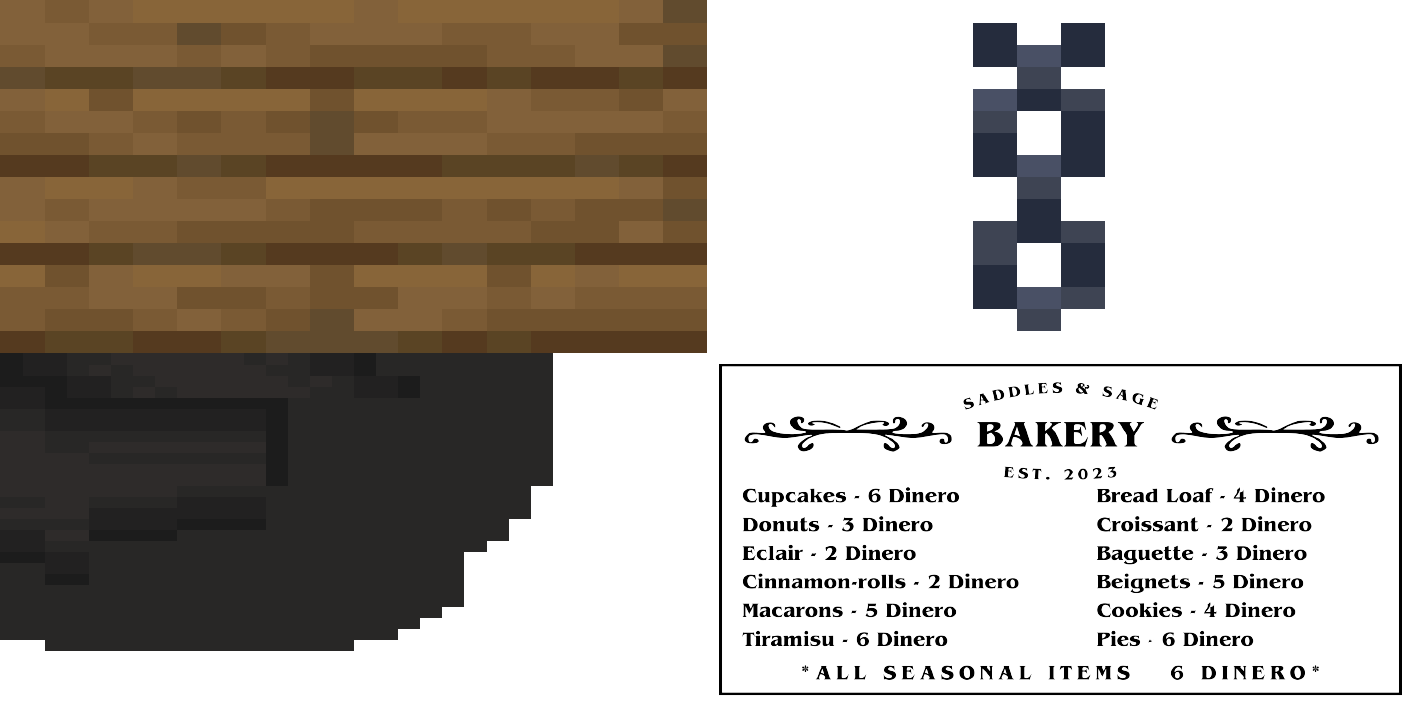 SADDLES & SAGE
BAKERY
EST. 2023
Cupcakes - 6 Dinero
Donuts - 3 Dinero
Eclair - 2 Dinero
Cinnamon-rolls - 2 Dinero
Macarons - 5 Dinero
Tiramisu - 6 Dinero
Bread Loaf - 4 Dinero
Croissant - 2 Dinero
Baguette - 3 Dinero
Beignets - 5 Dinero
Cookies - 4 Dinero
Pies - 6 Dinero
*ALL SEASONAL ITEMS 6 DINERO*